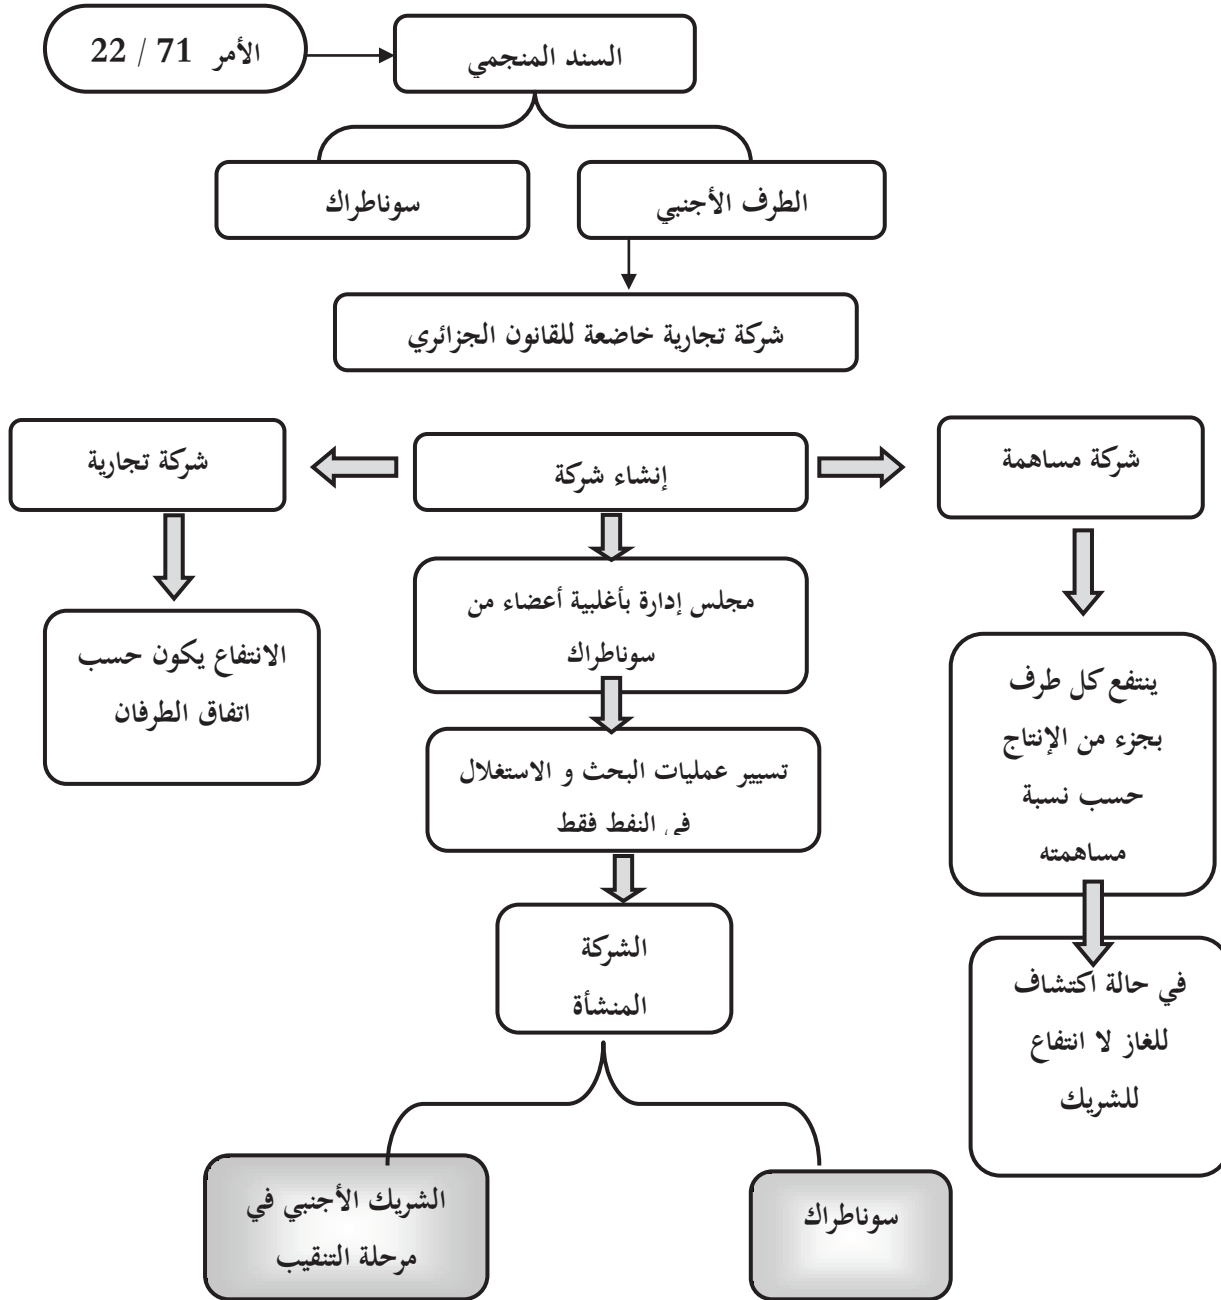 الأمر 71 / 22
السند المنجمي
سوناطراك
الطرف الأجنبي
شركة تجارية خاضعة للقانون الجزائري
شركة مساهمة
إنشاء شركة
شركة تجارية
مجلس إدارة بأغلبية أعضاء من
سوناطراك
الانتفاع يكون حسب
اتفاق الطرفان
ينتفع كل طرف
بجزء من الإنتاج
حسب نسبة
مساهمته
تسيير عمليات البحث و الاستغلال
في النفط فقط
الشركة
المنشأة
في حالة اكتشاف
للغاز لا انتفاع
للشريك
الشريك الأجنبي في
مرحلة التنقيب
سوناطراك